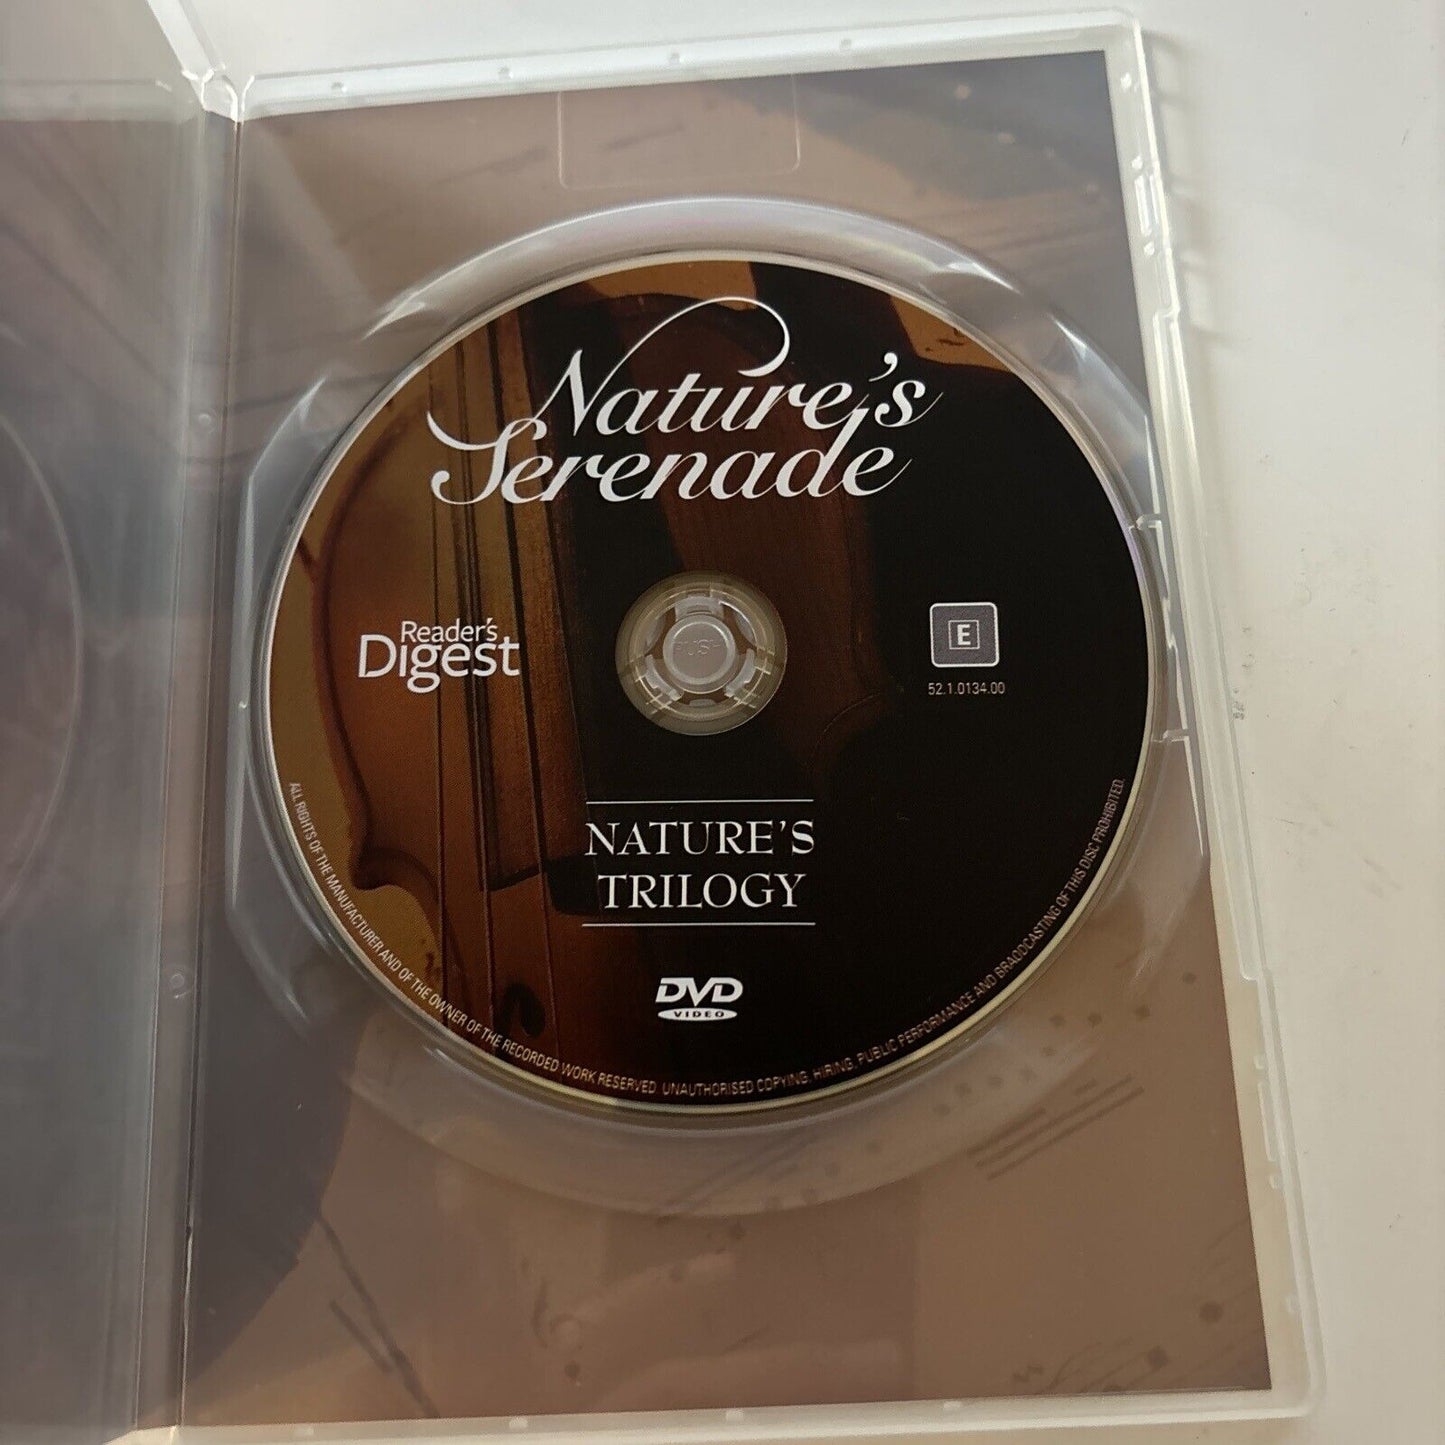 Nature's
Serenade
Reader's
Digest
PUSH
E
52.1.0134.00
NATURE'S
TRILOGY
DVD
VIDEO
ALL RIGHTS OF THE MANUFACTURER AND OF THE OWNER OF THE RECORDED WORK RESERVED. UNAUTHORISED COPYING, HIRING, PUBLIC PERFORMANCE AND BRAODCASTING OF THIS DISC PROHIBITED.